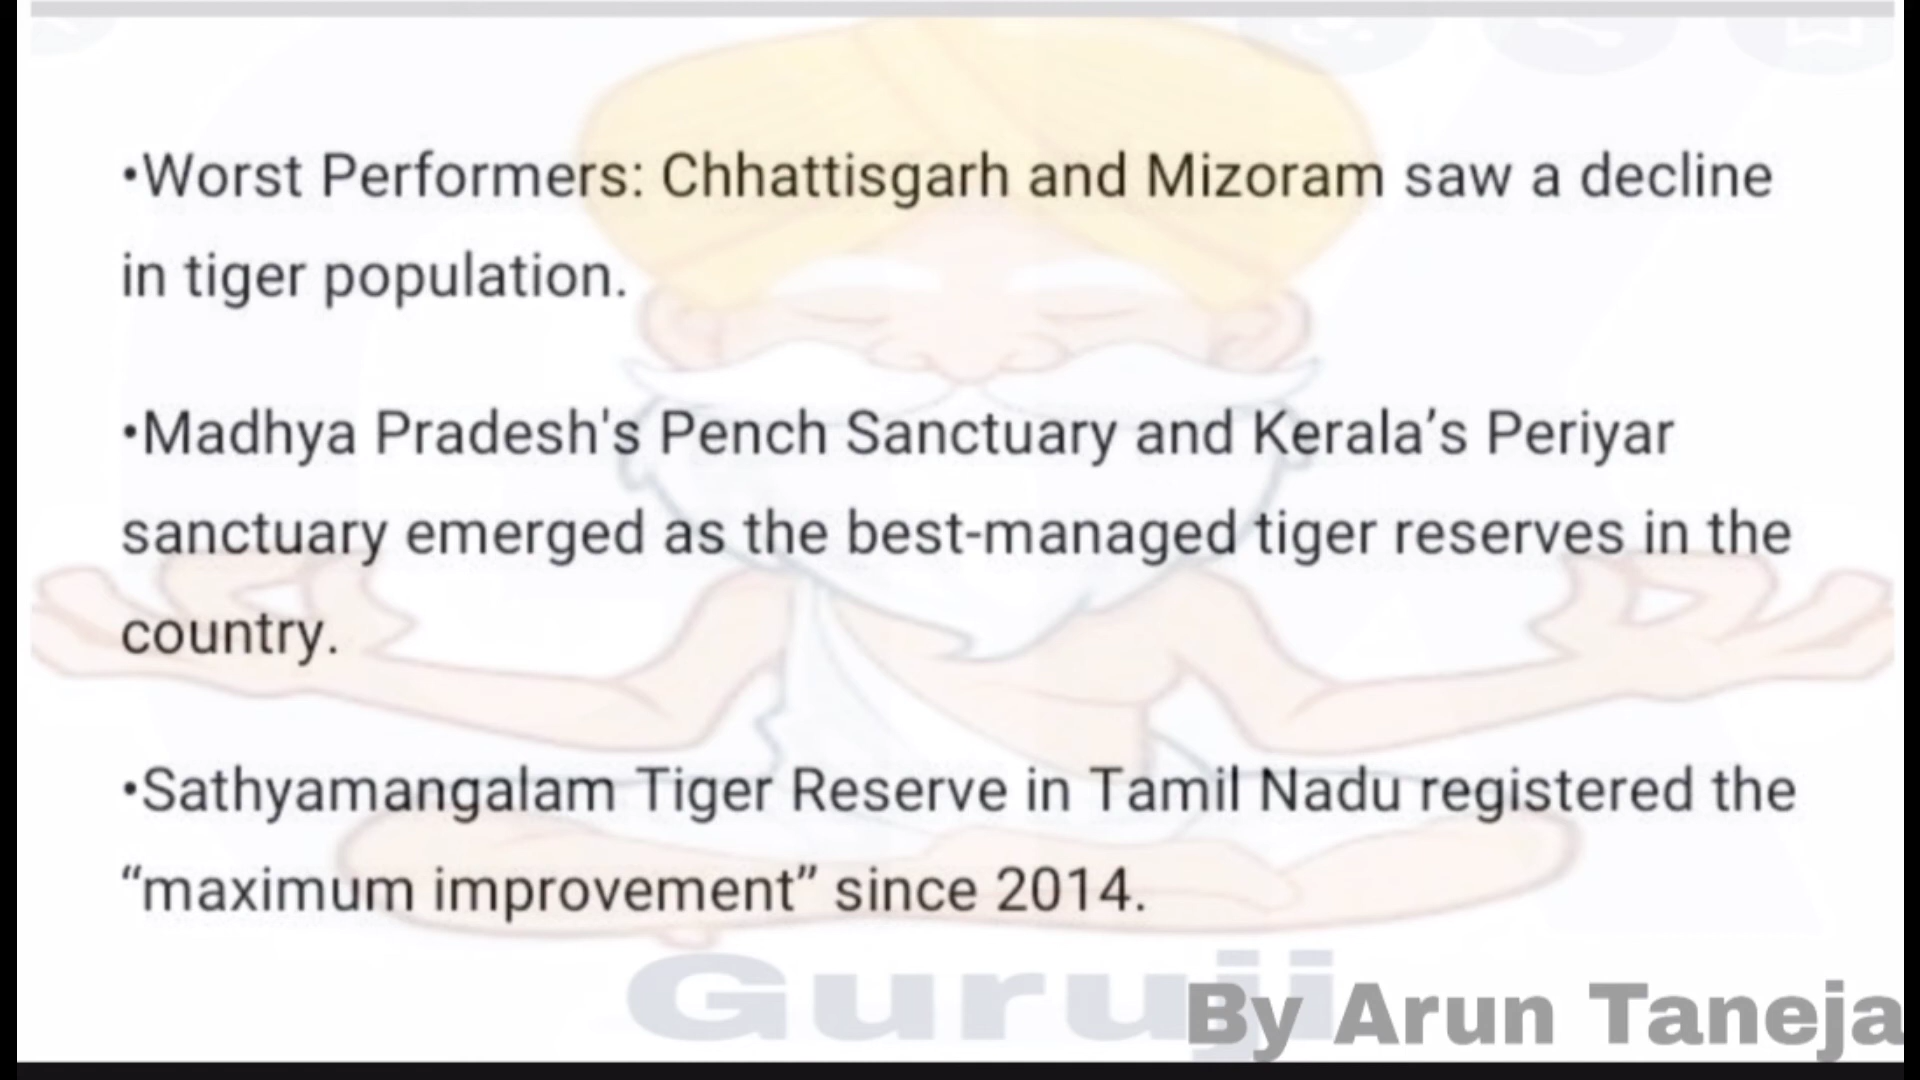 •Worst Performers: Chhattisgarh and Mizoram saw a decline
in tiger population.
•Madhya Pradesh's Pench Sanctuary and Kerala’s Periyar
sanctuary emerged as the best-managed tiger reserves in the
country.
•Sathyamangalam Tiger Reserve in Tamil Nadu registered the
“maximum improvement” since 2014.
Guruji
By Arun Taneja